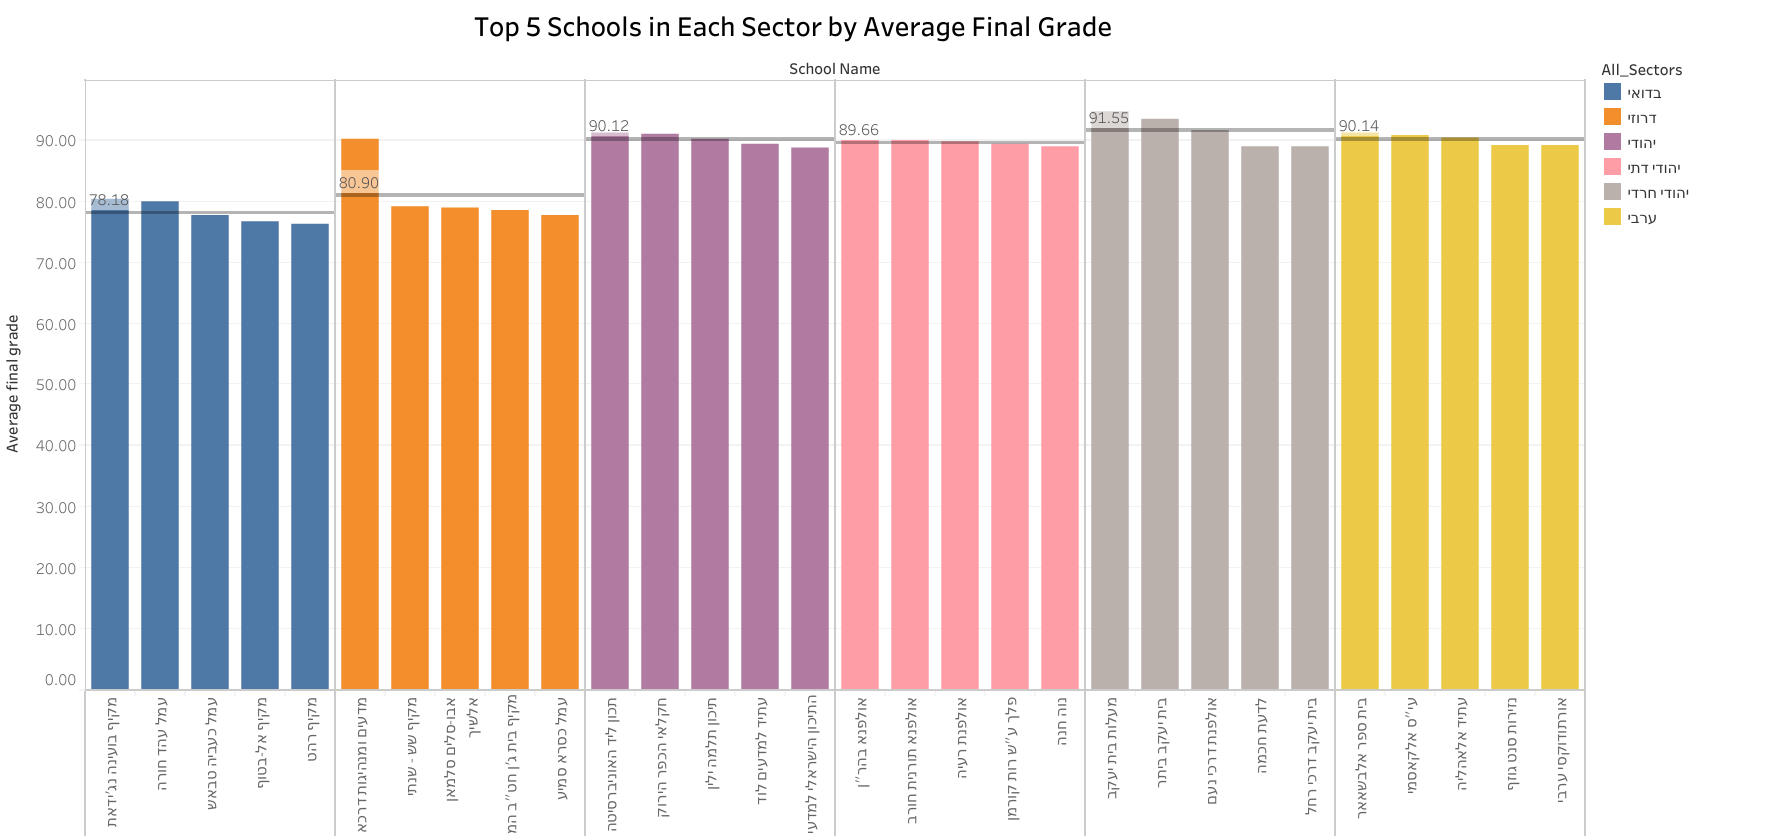 Top 5 Schools in Each Sector by Average Final Grade
School Name
All_Sectors
בדואי
דרוזי
יהודי
יהודי דתי
יהודי חרדי
ערבי
Average final grade
90.00
80.00
70.00
60.00
50.00
40.00
30.00
20.00
10.00
0.00
78.18
80.90
90.12
89.66
91.55
90.14
מקיף בועינה נג'ידאת
עמל עהד חורה
עמל כעביה טבאש
מקיף אל-בטוף
מקיף רהט
מדעים ומנהיגות דרכא
מקיף שש - שנתי
אבו-סלים סלמאן
אלשיך
מקיף בית ג'ן חט"ב המ
עמל כסרא סמיע
תכון ליד האוניברסיטה
חקלאי הכפר הירוק
תיכון תלמה ילין
עתיד למדעים לוד
התיכון הישראלי למדעי
אולפנא בהר"ן
אולפנא תורנית חורב
אולפנת רעיה
פלך ע"ש רות קורמן
נוה חנה
מעלות בית יעקב
בית יעקב ביתר
אולפנת דרכי נעם
לדעת חכמה
בית יעקב דרכי רחל
בית ספר אלבשאאר
ע"ס אלקאסמי
עתיד אלאהליה
נזירות סנט גוזף
אורתודוקסי ערבי